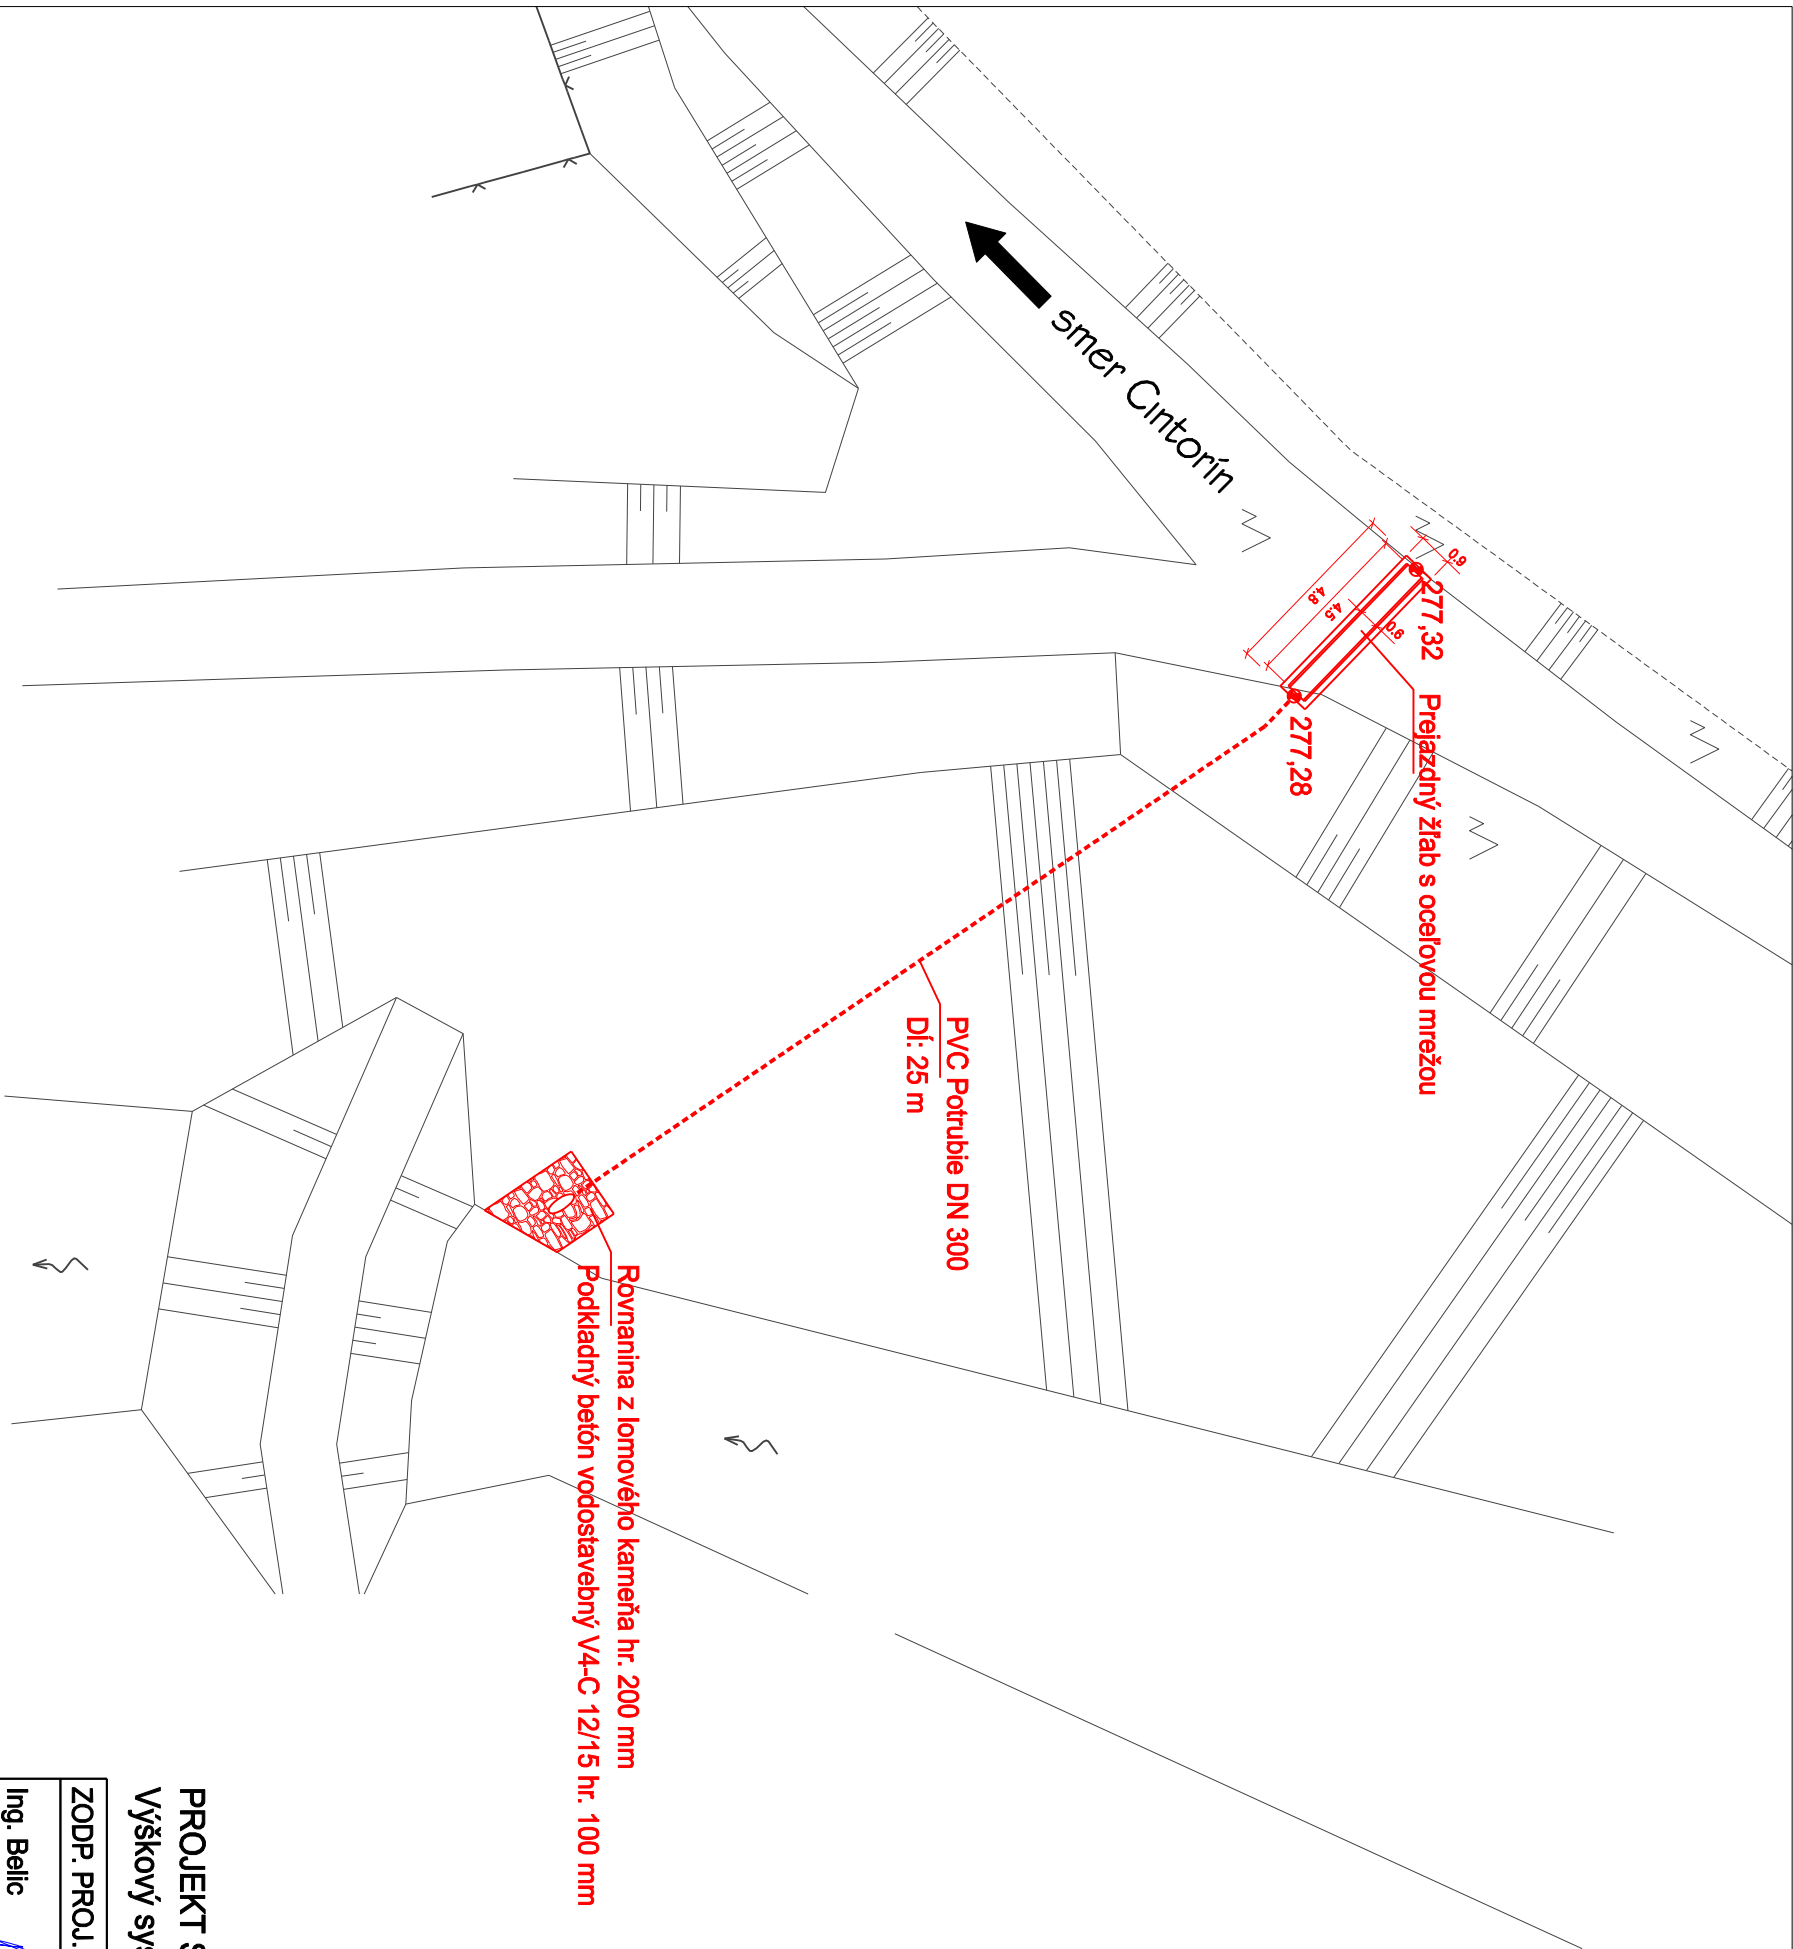 smer Cintorín
0.9
277,32
0.6
4.8
4.5
277,28
Prejazdný žľab s oceľovou mrežou
PVC Potrubie DN 300
Dĺ: 25 m
Rovnanina z lomového kameňa hr. 200 mm
Podkladný betón vodostavebný V4-C 12/15 hr. 100 mm
PROJEKT
Výškový
ZODP. PROJ.
Ing. Belic